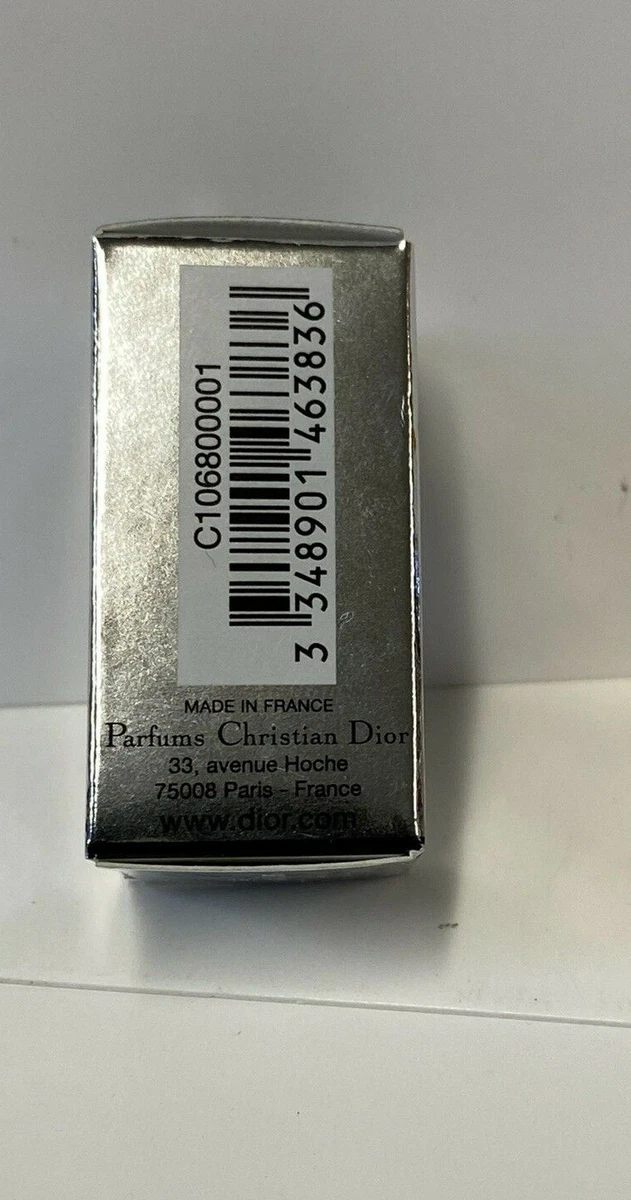 C106800001
3 348901 463836
MADE IN FRANCE
Parfums Christian Dior
33, avenue Hoche
75008 Paris - France
www.dior.com